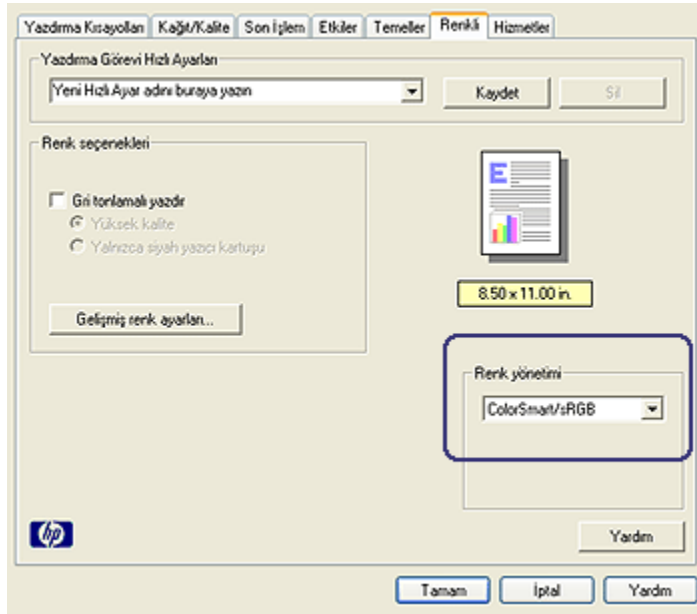 Yazdırma Kısayolları Kağıt/Kalite Son İşlem Etkiler Temeller Renkli Hizmetler
Yazdırma Görevi Hızlı Ayarları
Yeni Hızlı Ayar adını buraya yazın
Kaydet
Sil
Renk seçenekleri
Gri tonlamalı yazdır
Yüksek kalite
Yalnızca siyah yazıcı kartuşu
Gelişmiş renk ayarları...
E
8.50 x 11.00 in.
Renk yönetimi
ColorSmart/sRGB
hp
Yardım
Tamam İptal Yardım